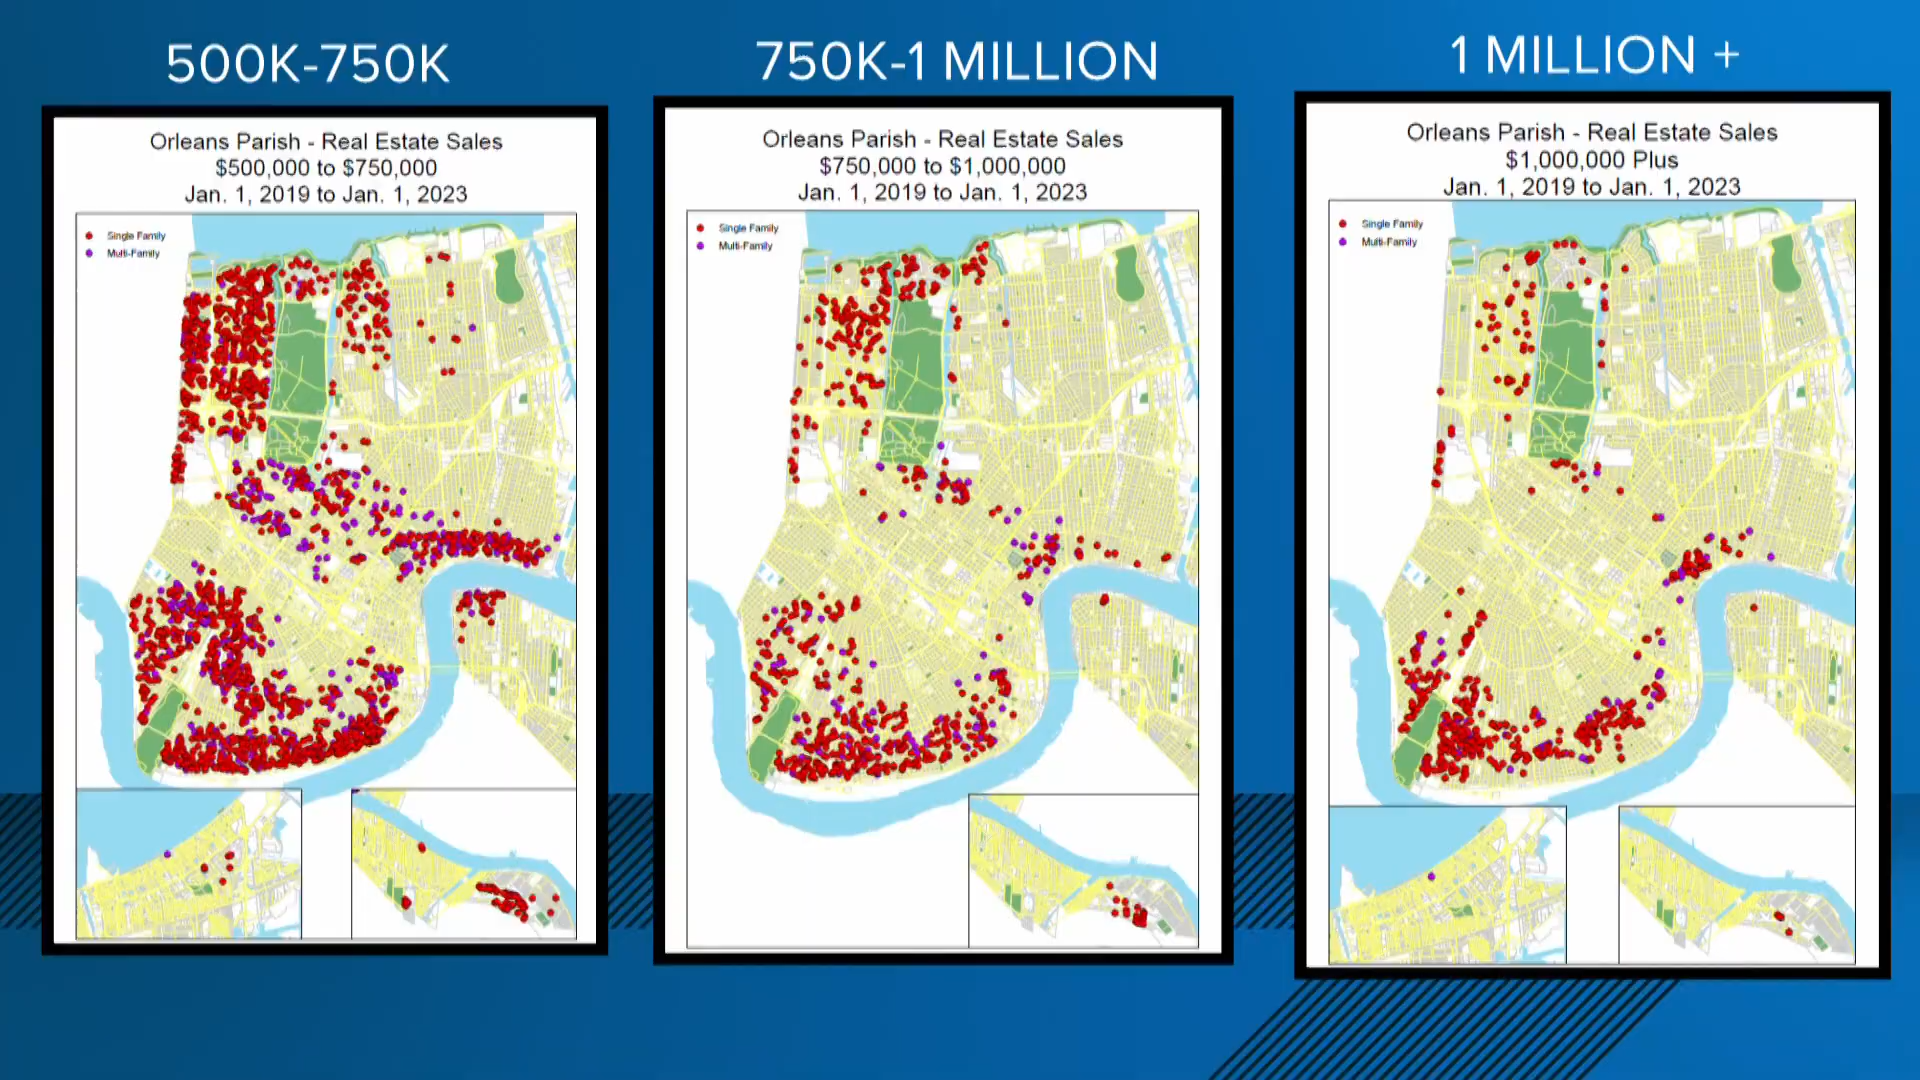 500K-750K
Orleans Parish - Real Estate Sales
$500,000 to $750,000
Jan. 1, 2019 to Jan. 1, 2023
Single Family
Multi-Family
750K-1 MILLION
Orleans Parish - Real Estate Sales
$750,000 to $1,000,000
Jan. 1, 2019 to Jan. 1, 2023
Single Family
Multi-Family
1 MILLION +
Orleans Parish - Real Estate Sales
$1,000,000 Plus
Jan. 1, 2019 to Jan. 1, 2023
Single Family
Multi-Family